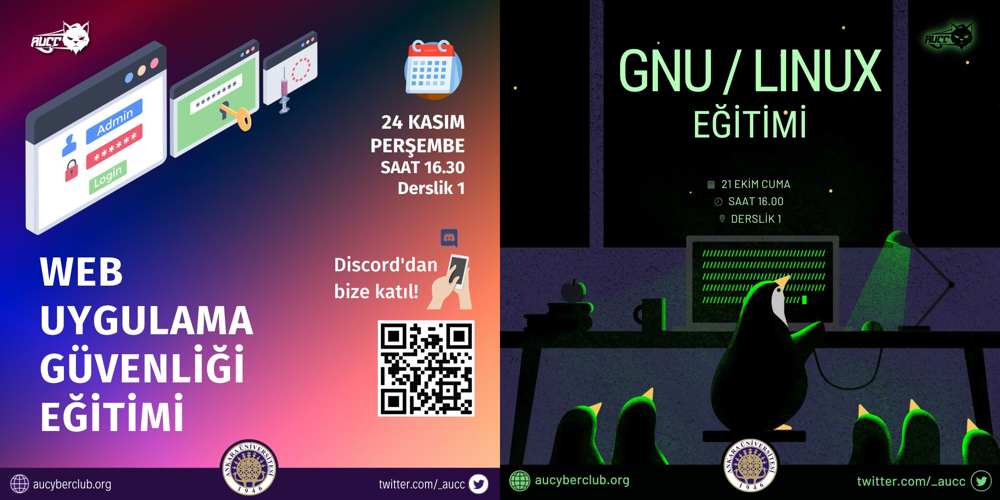 AUCC
Admin
******
Login
********
24 KASIM
PERŞEMBE
SAAT 16.30
Derslik 1
Discord'dan
bize katıl!
WEB
UYGULAMA
GÜVENLİĞİ
EĞİTİMİ
ANKARA ÜNİVERSİTESİ
1946
aucyberclub.org
twitter.com/_aucc
AUCC
GNU / LINUX
EĞİTİMİ
21 EKİM CUMA
SAAT 16.00
DERSLİK 1
ANKARA ÜNİVERSİTESİ
1946
aucyberclub.org
twitter.com/_aucc